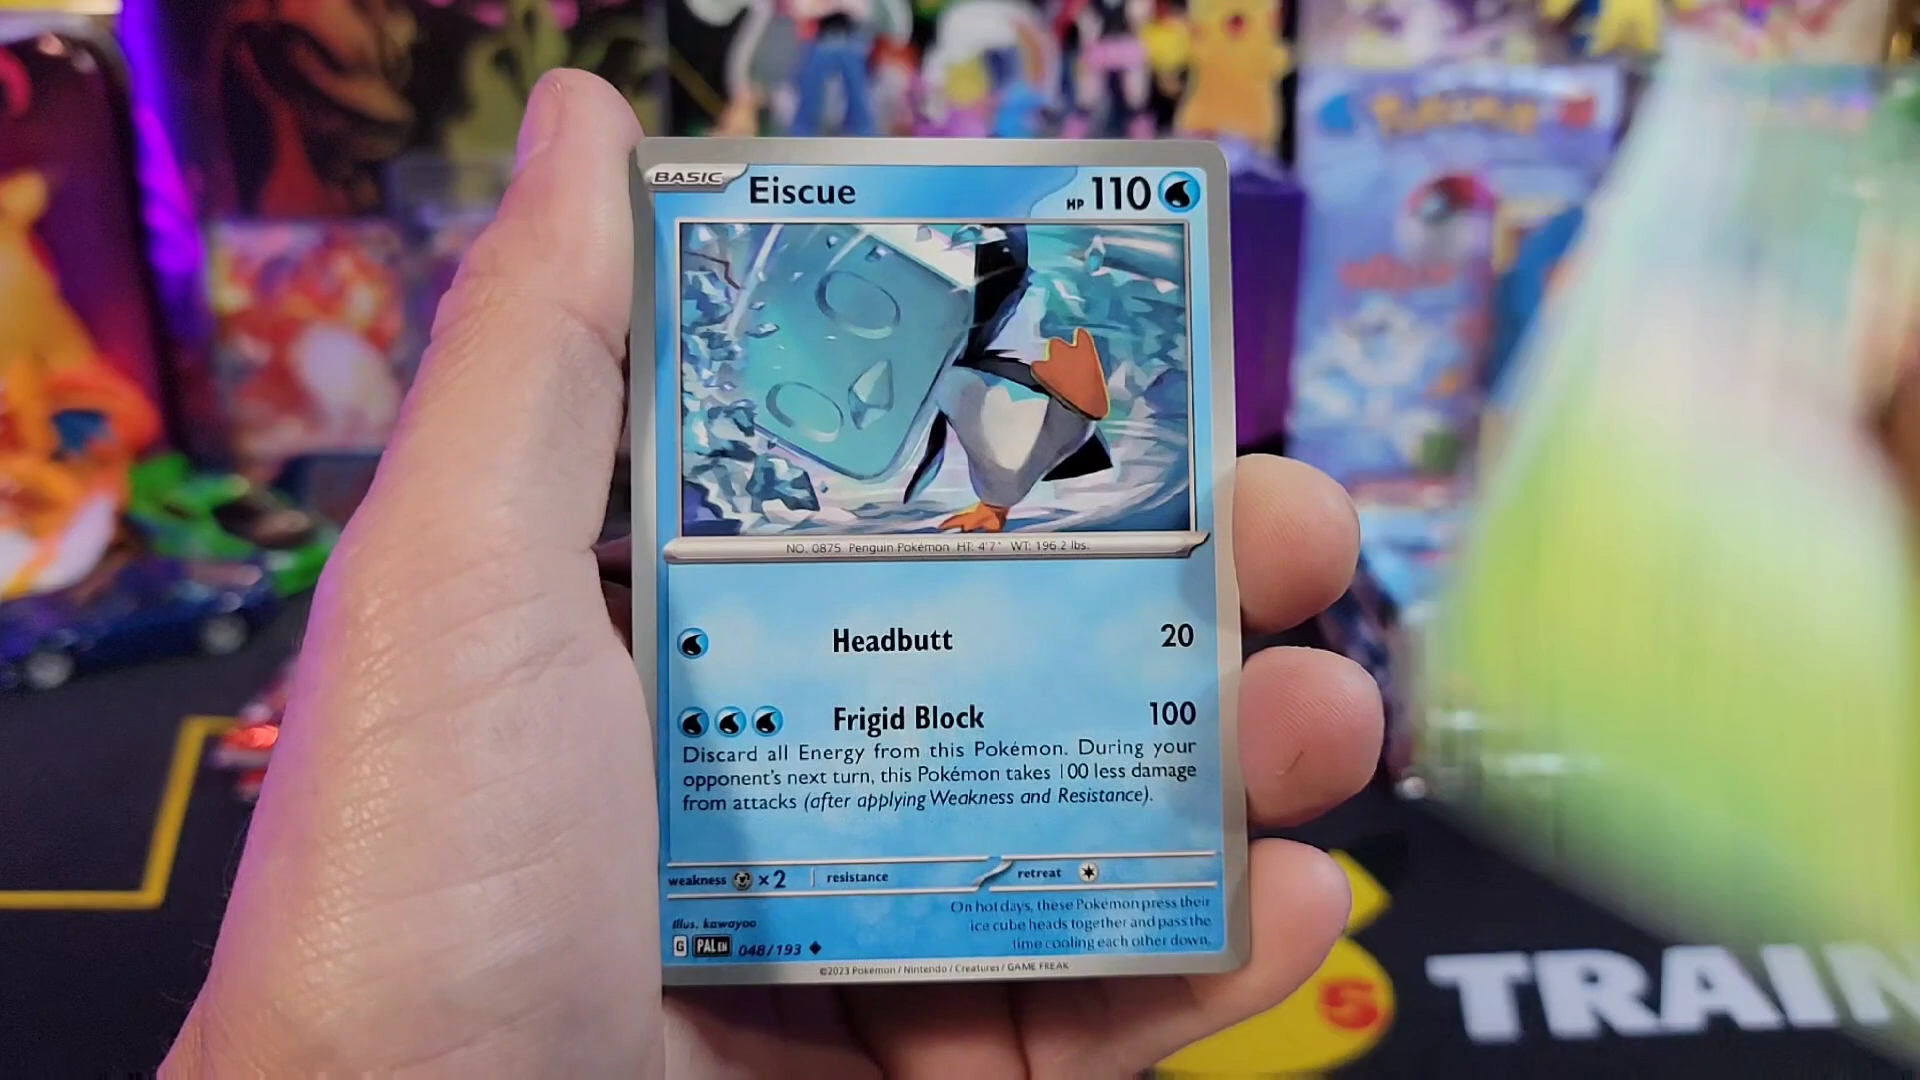 BASIC Eiscue HP 110
NO. 0875 Penguin Pokémon HT: 4'7" WT: 196.2 lbs.
Headbutt 20
Frigid Block 100
Discard all Energy from this Pokémon. During your
opponent's next turn, this Pokémon takes 100 less damage
from attacks (after applying Weakness and Resistance).
weakness ×2 resistance retreat
On hot days, these Pokémon press their
ice cube heads together and pass the
time cooling each other down.
Illus. kawayoo
G PAL EN 048/193
©2023 Pokémon / Nintendo / Creatures / GAME FREAK
5
TRAIN